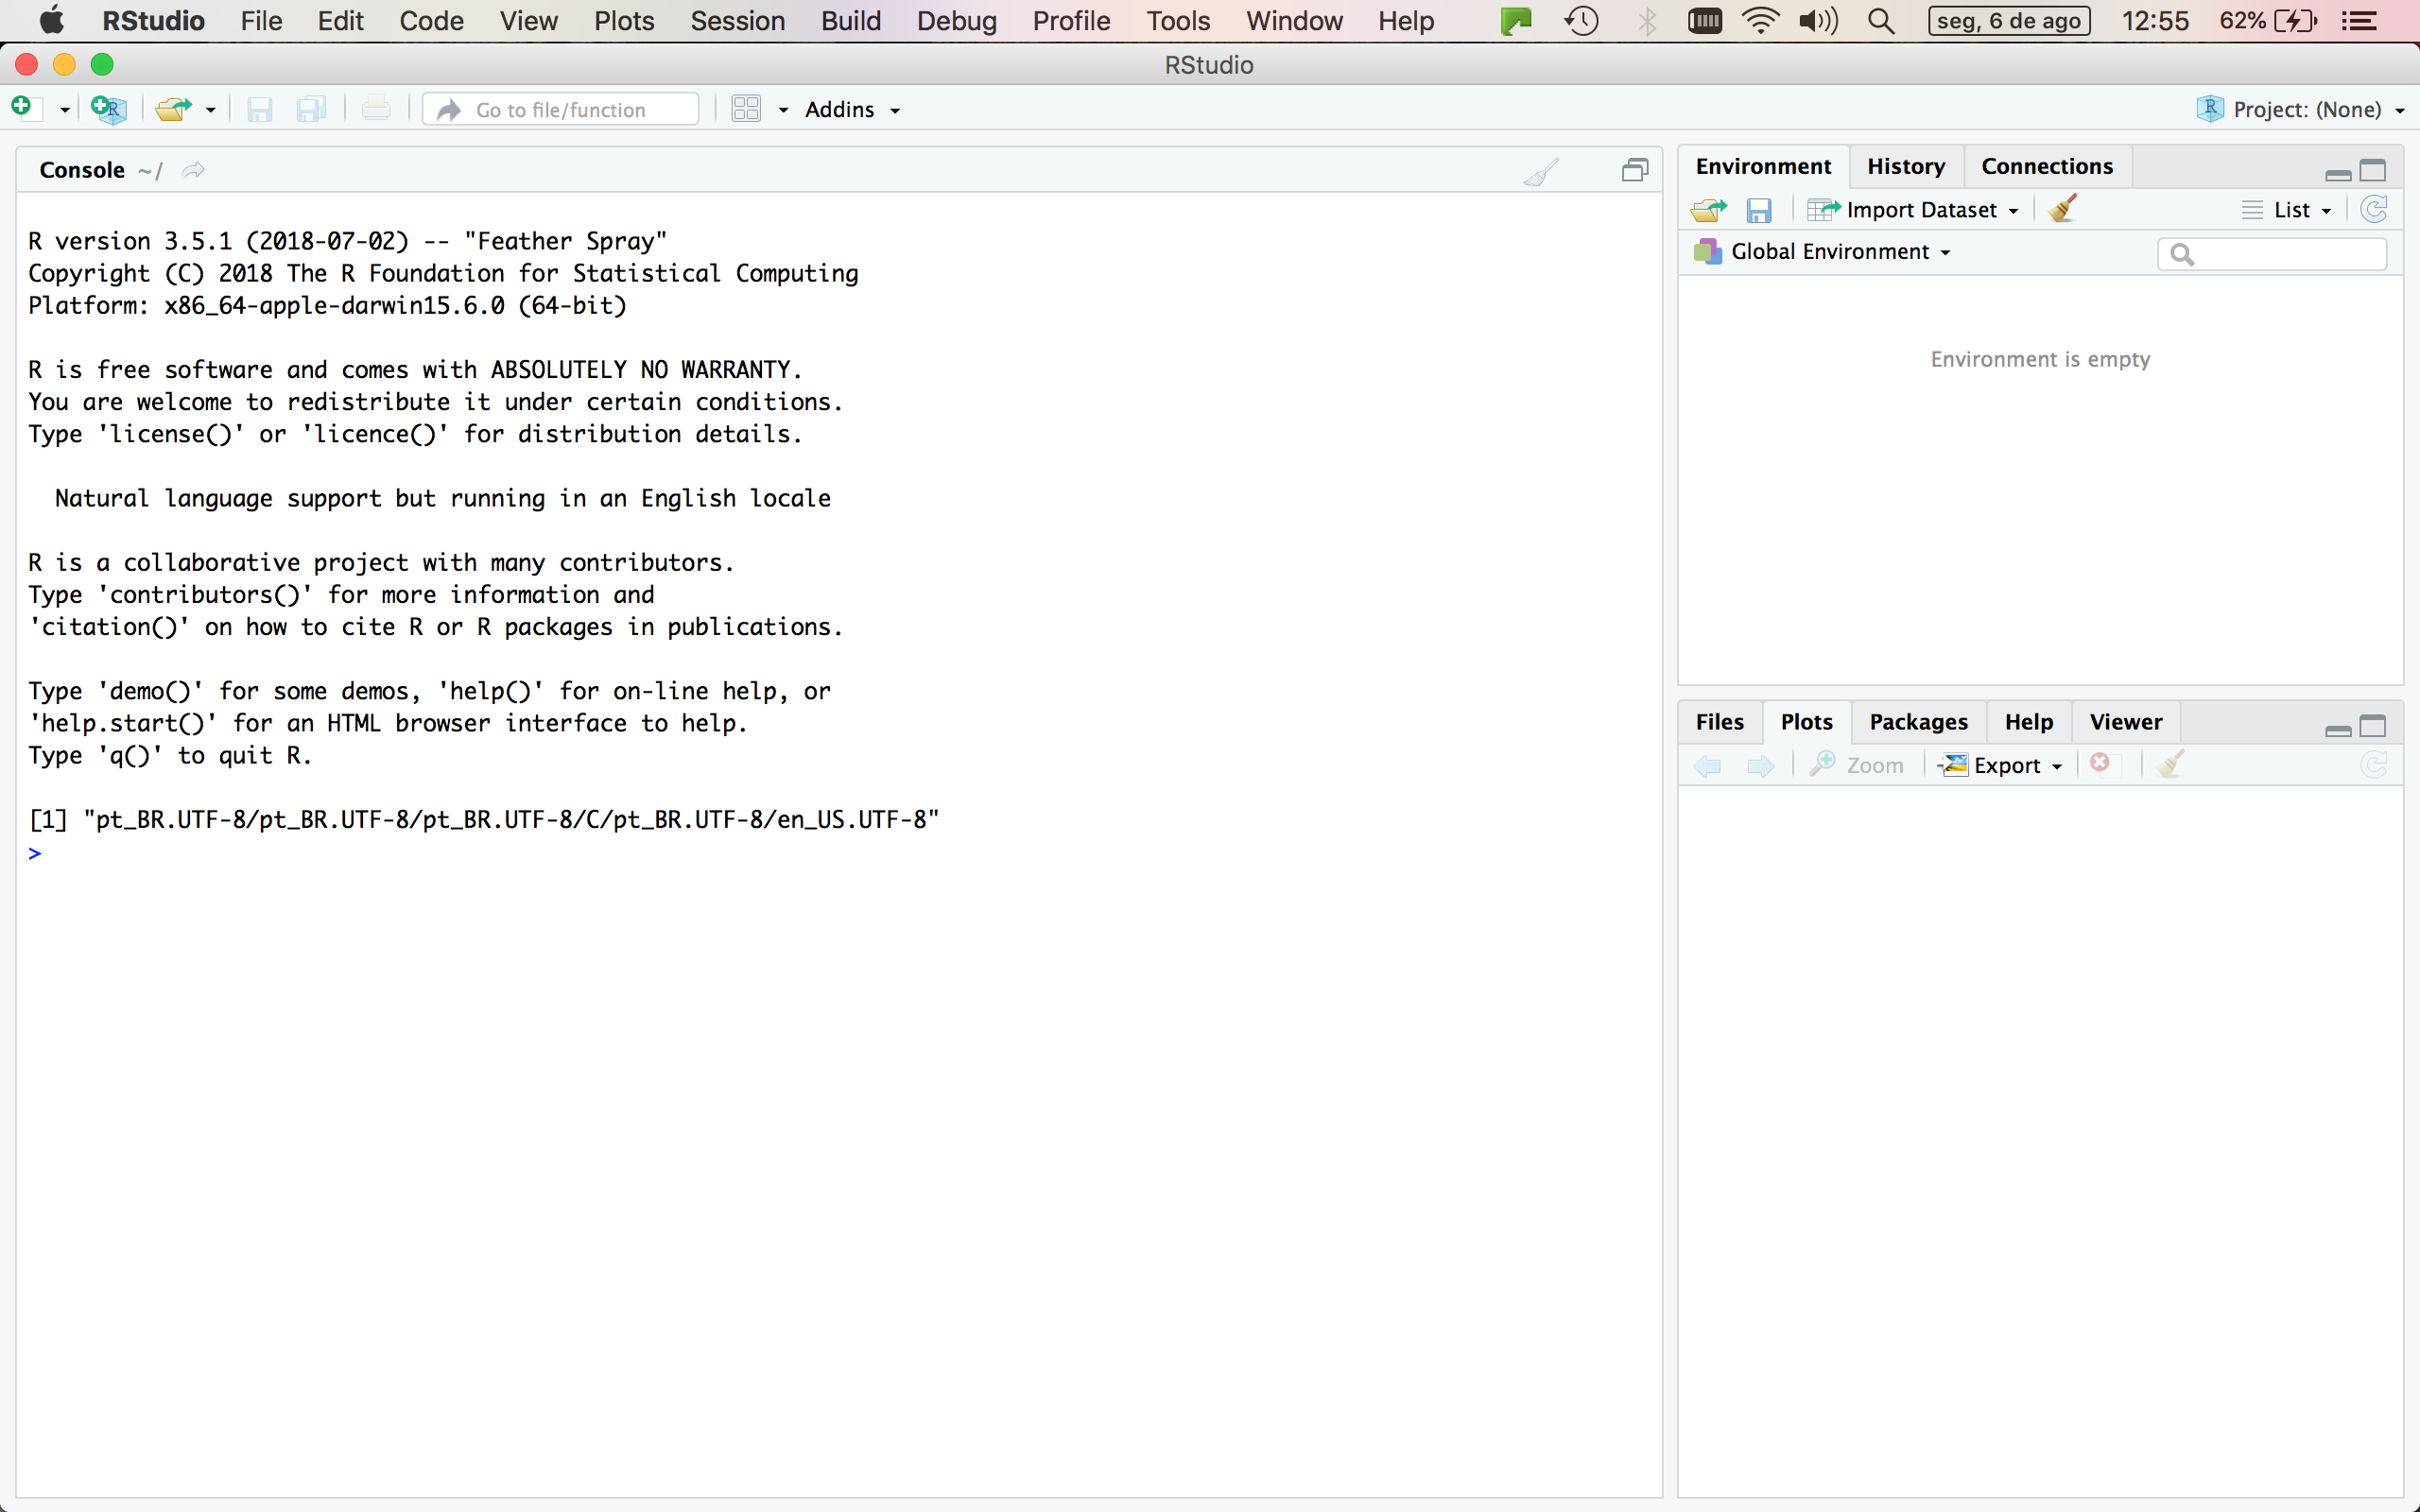 RStudio File Edit Code View Plots Session Build Debug Profile Tools Window Help seg, 6 de ago 12:55 62%
RStudio
Go to file/function Addins Project: (None)
Console ~/
R version 3.5.1 (2018-07-02) -- "Feather Spray"
Copyright (C) 2018 The R Foundation for Statistical Computing
Platform: x86_64-apple-darwin15.6.0 (64-bit)
R is free software and comes with ABSOLUTELY NO WARRANTY.
You are welcome to redistribute it under certain conditions.
Type 'license()' or 'licence()' for distribution details.
Natural language support but running in an English locale
R is a collaborative project with many contributors.
Type 'contributors()' for more information and
'citation()' on how to cite R or R packages in publications.
Type 'demo()' for some demos, 'help()' for on-line help, or
'help.start()' for an HTML browser interface to help.
Type 'q()' to quit R.
[1] "pt_BR.UTF-8/pt_BR.UTF-8/pt_BR.UTF-8/C/pt_BR.UTF-8/en_US.UTF-8"
>
Environment History Connections
Import Dataset List
Global Environment
Environment is empty
Files Plots Packages Help Viewer
Zoom Export